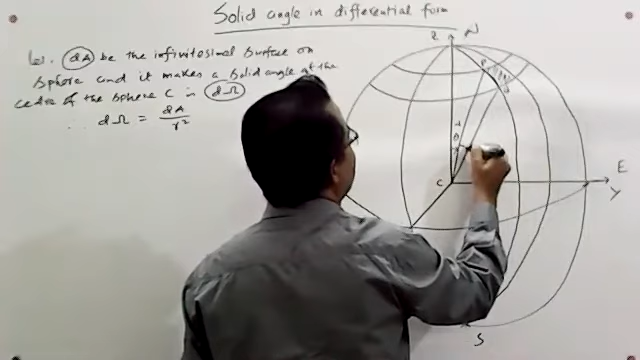 Solid angle in differential form
Let. dA be the infinitesimal surface on
sphere and it makes a solid angle at the
centre of the sphere C is dΩ
∴ dΩ = dA / r²
Z N
P
θ
C
E
Y
S